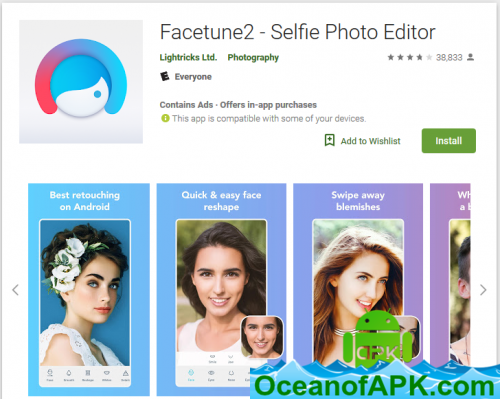 Facetune2 - Selfie Photo Editor
Lightricks Ltd. Photography
38,833
E Everyone
Contains Ads · Offers in-app purchases
This app is compatible with some of your devices.
Add to Wishlist
Install
Best retouching
on Android
Quick & easy face
reshape
Swipe away
blemishes
APK
OceanofAPK.com